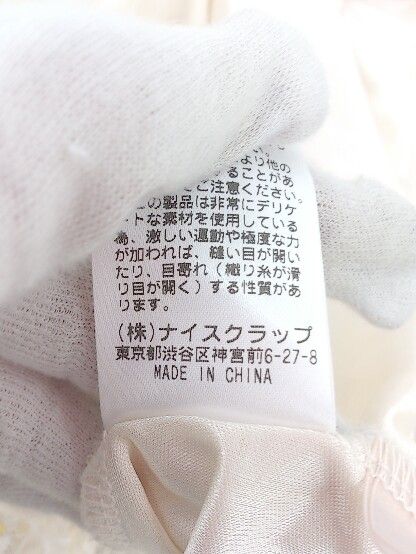 より他の
することがあ
でご注意ください。
の製品は非常にデリケ
ートな素材を使用している
為、激しい運動や極度な力
が加われば、縫い目が開い
たり、目寄れ(織り糸が滑
り目が開く)する性質があ
ります。
(株)ナイスクラップ
東京都渋谷区神宮前6-27-8
MADE IN CHINA